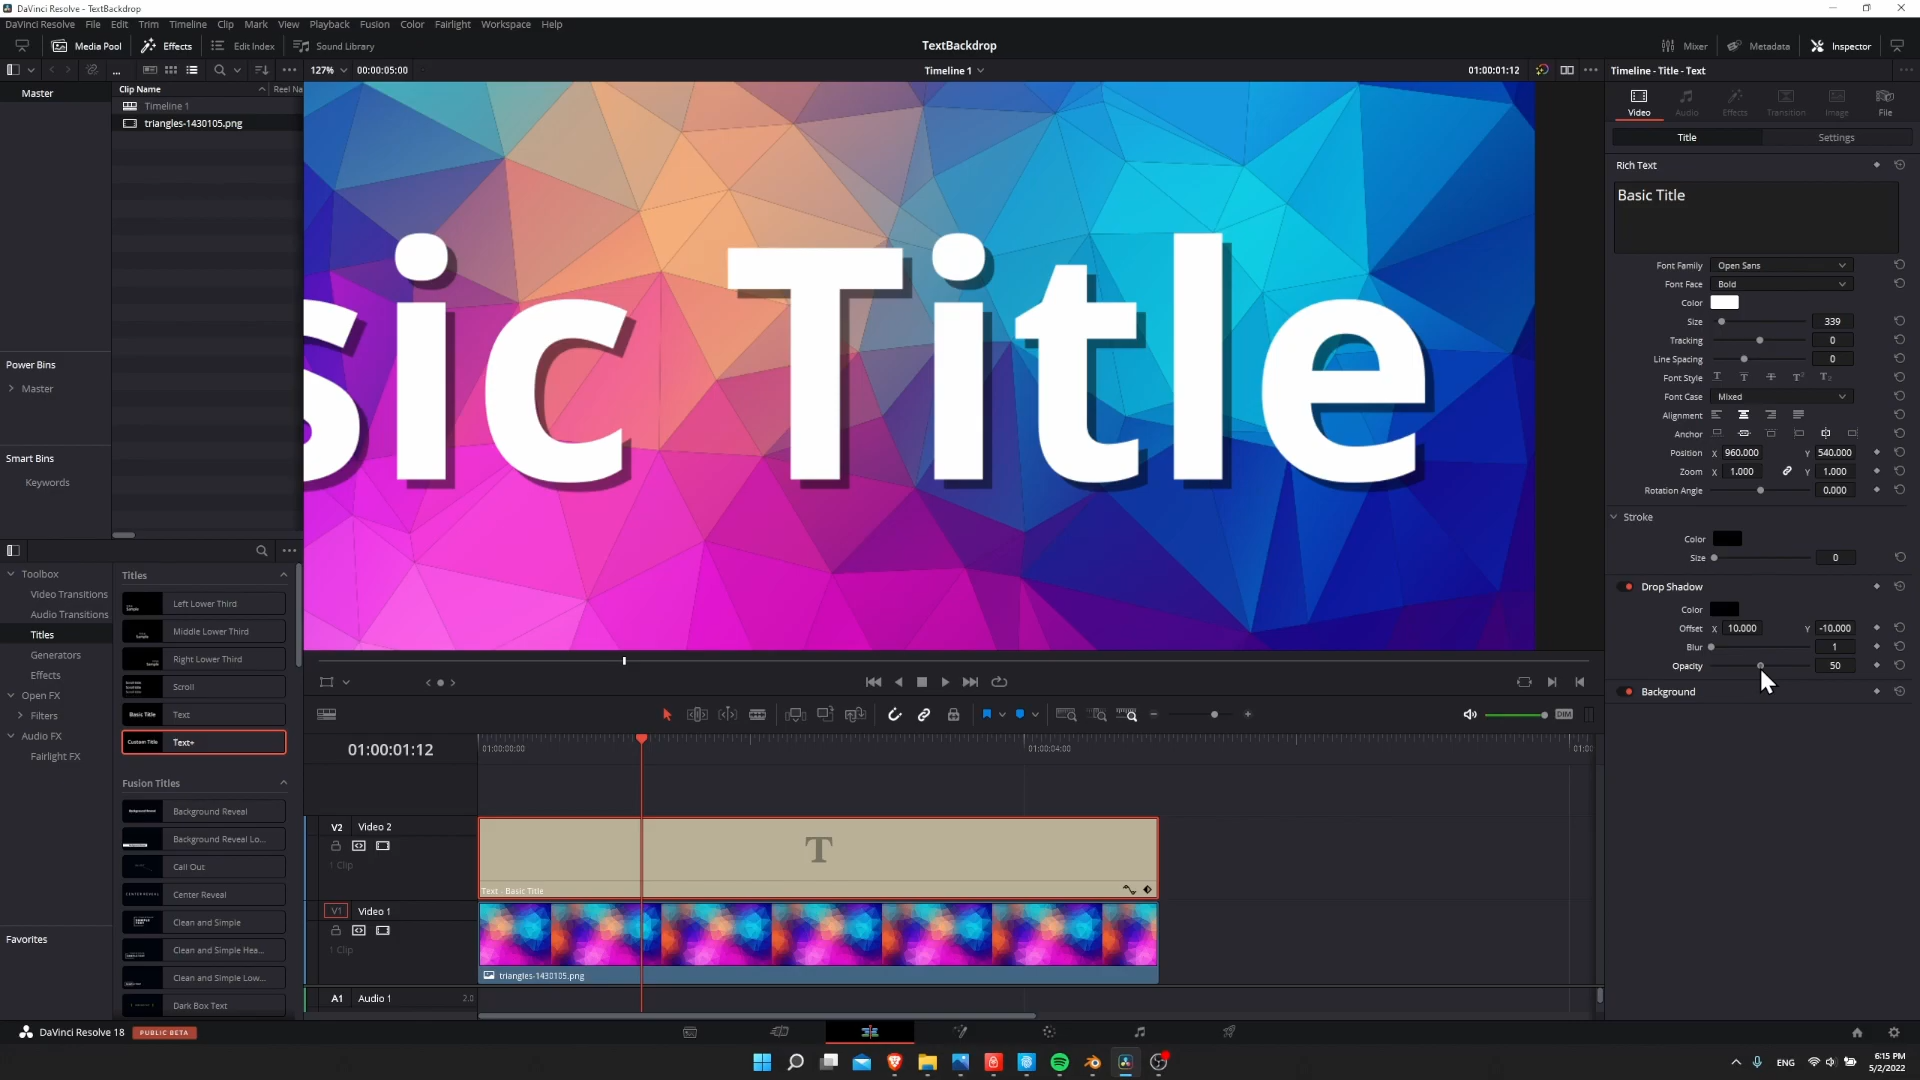 DaVinci Resolve - TextBackdrop
DaVinci Resolve File Edit Trim Timeline Clip Mark View Playback Fusion Color Fairlight Workspace Help
Media Pool Effects Edit Index Sound Library
TextBackdrop
Mixer Metadata Inspector
127% 00:00:05:00
Timeline 1
01:00:01:12
Timeline - Title - Text
Master
Clip Name Reel Na
Timeline 1
triangles-1430105.png
Power Bins
Master
Smart Bins
Keywords
sic Title
Video Audio Effects Transition Image File
Title Settings
Rich Text
Basic Title
Font Family Open Sans
Font Face Bold
Color
Size 339
Tracking 0
Line Spacing 0
Font Style
Font Case Mixed
Alignment
Anchor
Position X 960.000 Y 540.000
Zoom X 1.000 Y 1.000
Rotation Angle 0.000
Stroke
Color
Size 0
Drop Shadow
Color
Offset X 10.000 Y -10.000
Blur 1
Opacity 50
Background
Toolbox
Video Transitions
Audio Transitions
Titles
Generators
Effects
Open FX
Filters
Audio FX
Fairlight FX
Favorites
Titles
Left Lower Third
Middle Lower Third
Right Lower Third
Scroll
Basic Title Text
Custom Title Text+
Fusion Titles
Background Reveal
Background Reveal Lo...
Call Out
Center Reveal
Clean and Simple
Clean and Simple Hea...
Clean and Simple Low...
Dark Box Text
DIM
01:00:01:12
01:00:00:00
01:00:04:00
V2 Video 2
1 Clip
T
Text - Basic Title
V1 Video 1
1 Clip
triangles-1430105.png
A1 Audio 1 2.0
DaVinci Resolve 18 PUBLIC BETA
ENG
6:15 PM
5/2/2022